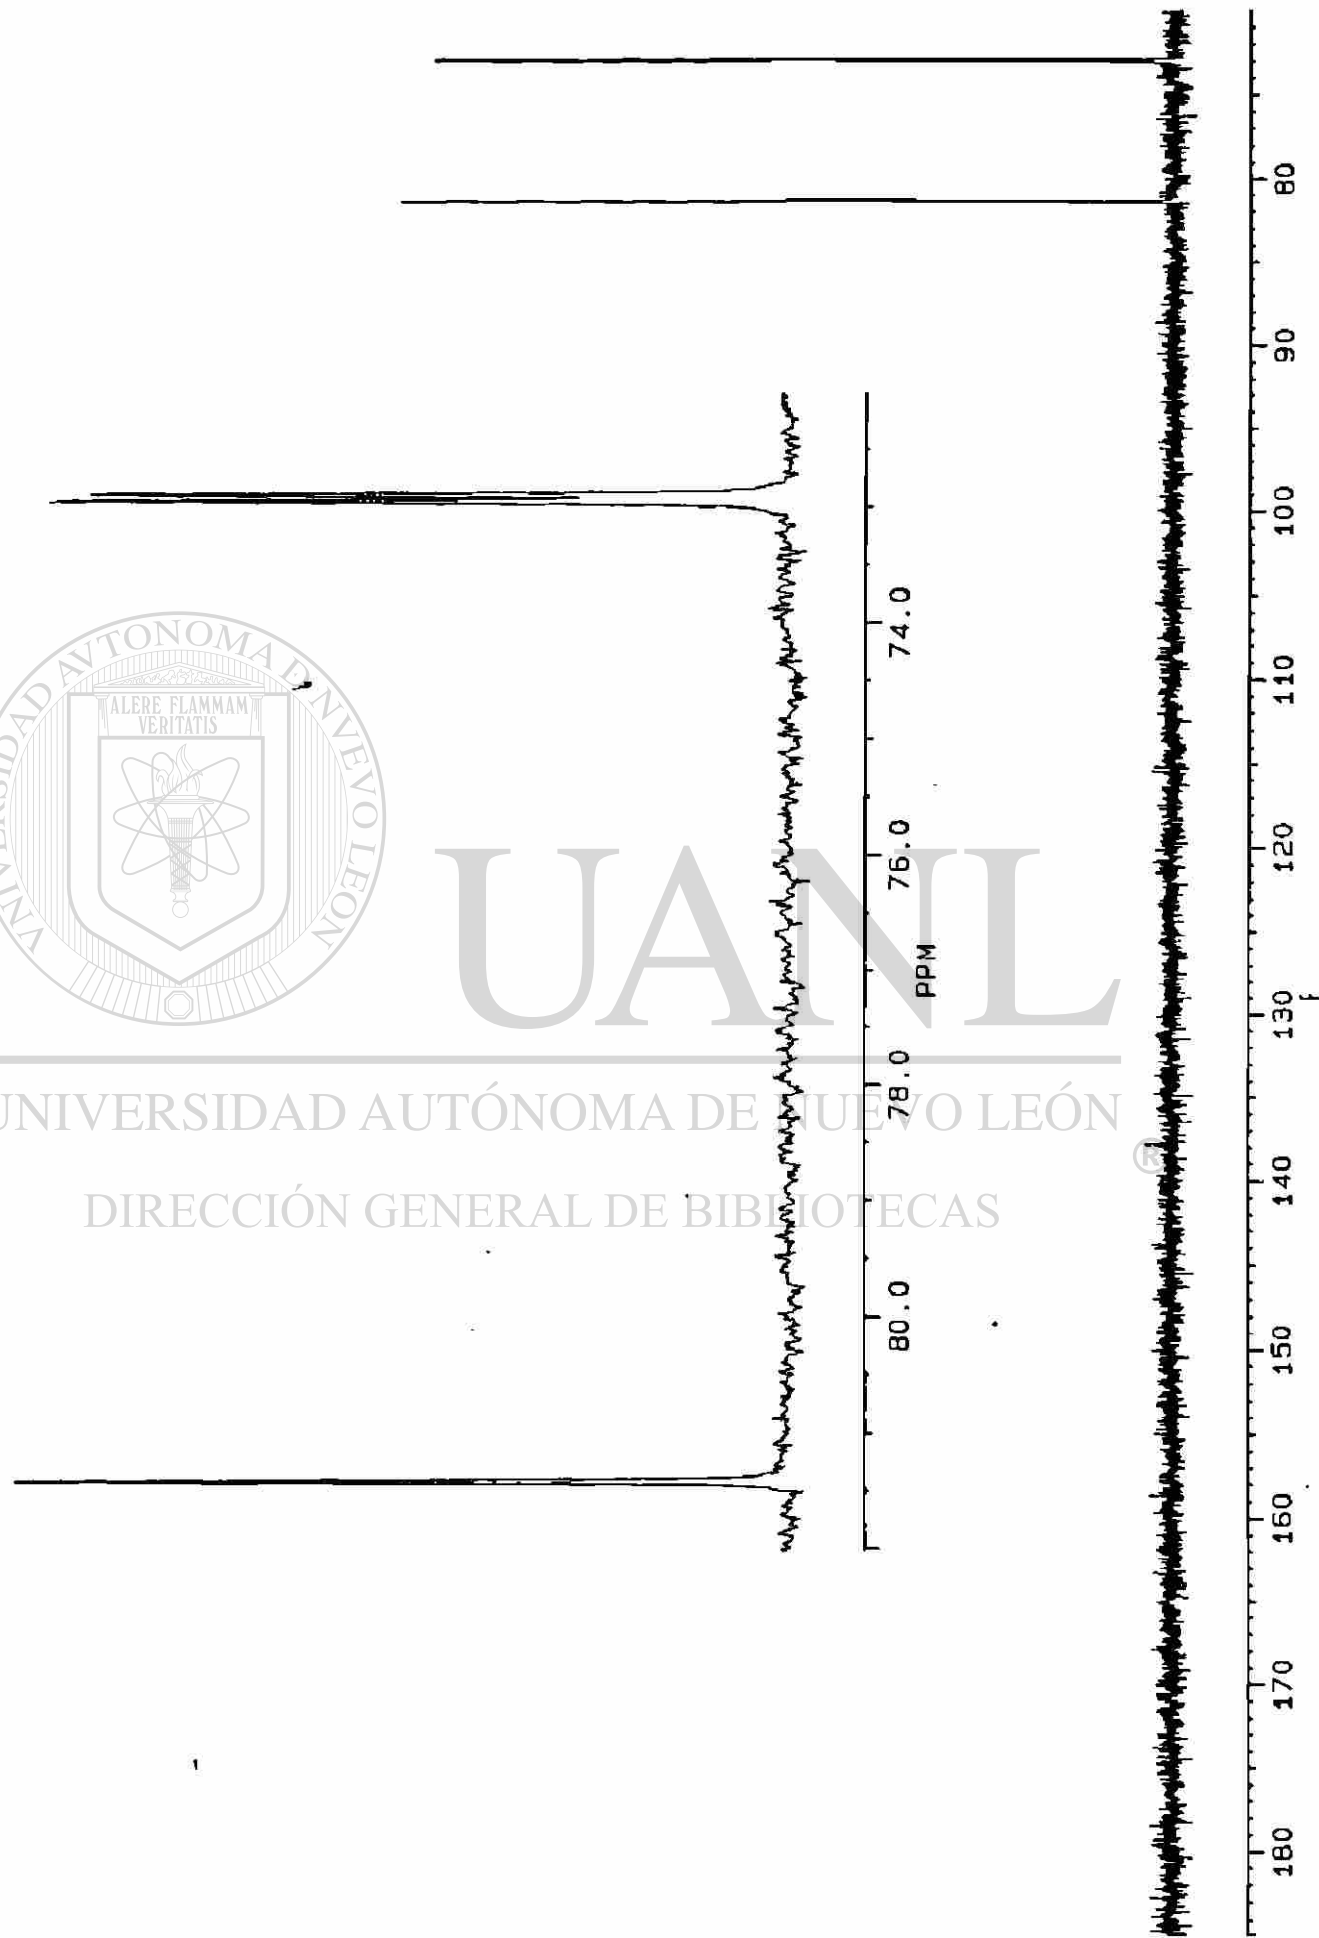 80
90
100
110
120
130
140
150
160
170
180
74.0
76.0
PPM
78.0
80.0
ALERE FLAMMAM
VERITATIS
UANL
UNIVERSIDAD AUTÓNOMA DE NUEVO LEÓN
®
DIRECCIÓN GENERAL DE BIBLIOTECAS